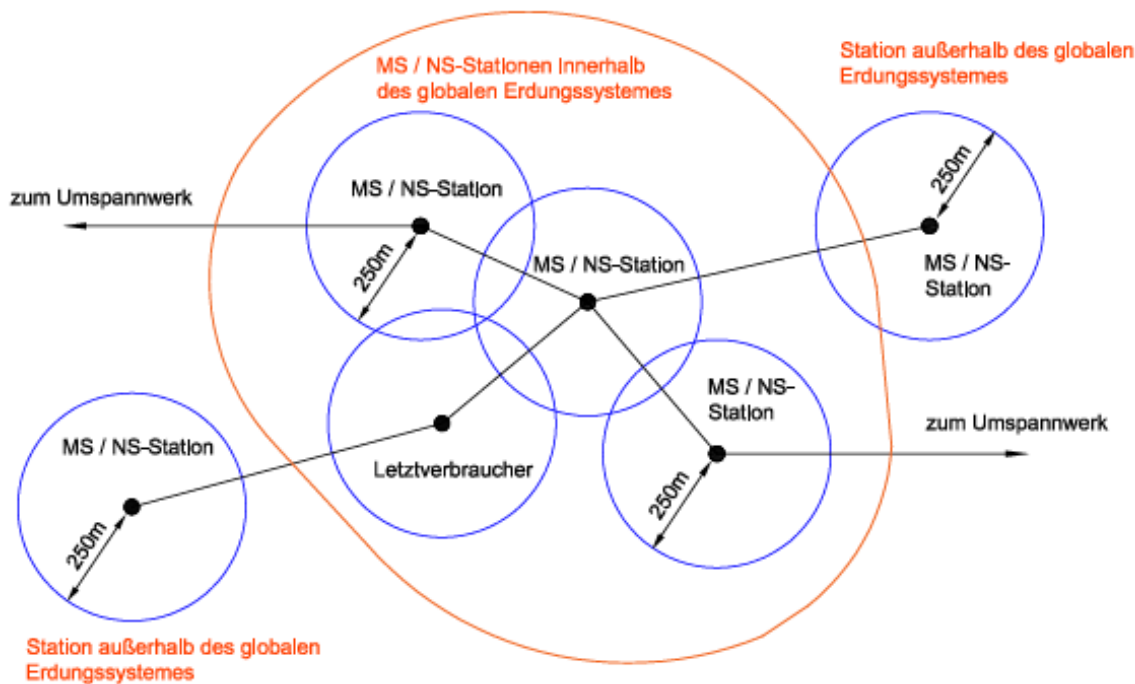 MS / NS-Stationen Innerhalb
des globalen Erdungssystemes
Station außerhalb des globalen
Erdungssystemes
zum Umspannwerk
MS / NS-Station
250m
MS / NS-Station
250m
MS / NS-
Station
MS / NS-
Station
zum Umspannwerk
MS / NS-Station
Letztverbraucher
250m
250m
Station außerhalb des globalen
Erdungssystemes